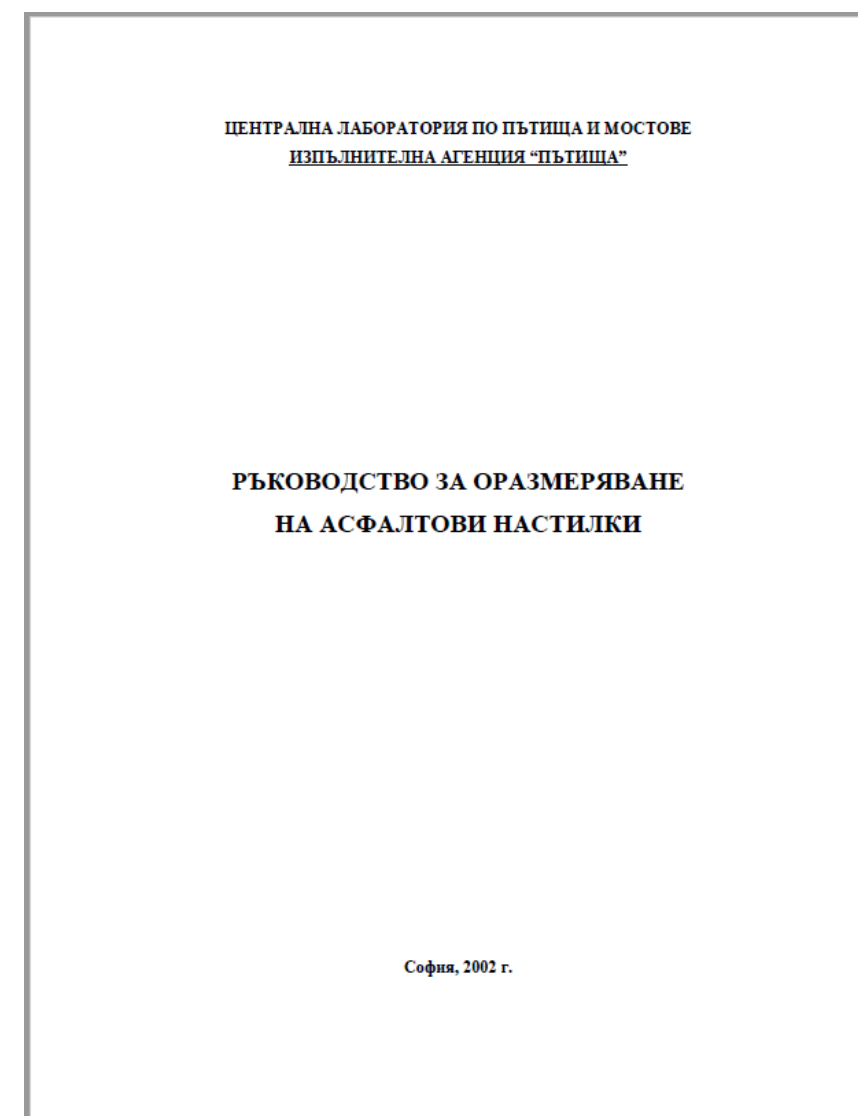 ЦЕНТРАЛНА ЛАБОРАТОРИЯ ПО ПЪТИЩА И МОСТОВЕ
ИЗПЪЛНИТЕЛНА АГЕНЦИЯ “ПЪТИЩА”
РЪКОВОДСТВО ЗА ОРАЗМЕРЯВАНЕ
НА АСФАЛТОВИ НАСТИЛКИ
София, 2002 г.